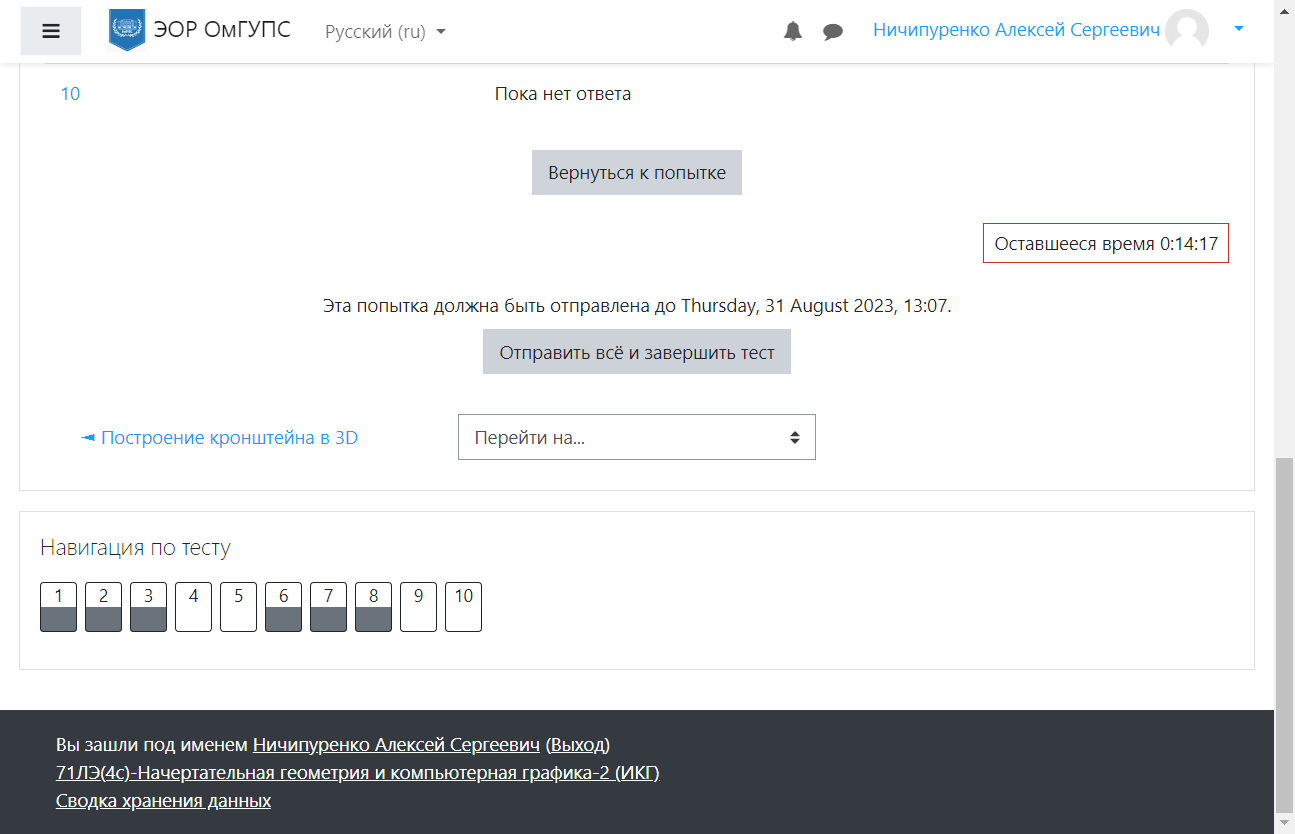 ЭОР ОмГУПС
Русский (ru)
Ничипуренко Алексей Сергеевич
10
Пока нет ответа
Вернуться к попытке
Оставшееся время 0:14:17
Эта попытка должна быть отправлена до Thursday, 31 August 2023, 13:07.
Отправить всё и завершить тест
◄ Построение кронштейна в 3D
Перейти на...
Навигация по тесту
1 2 3 4 5 6 7 8 9 10
Вы зашли под именем Ничипуренко Алексей Сергеевич (Выход)
71ЛЭ(4с)-Начертательная геометрия и компьютерная графика-2 (ИКГ)
Сводка хранения данных